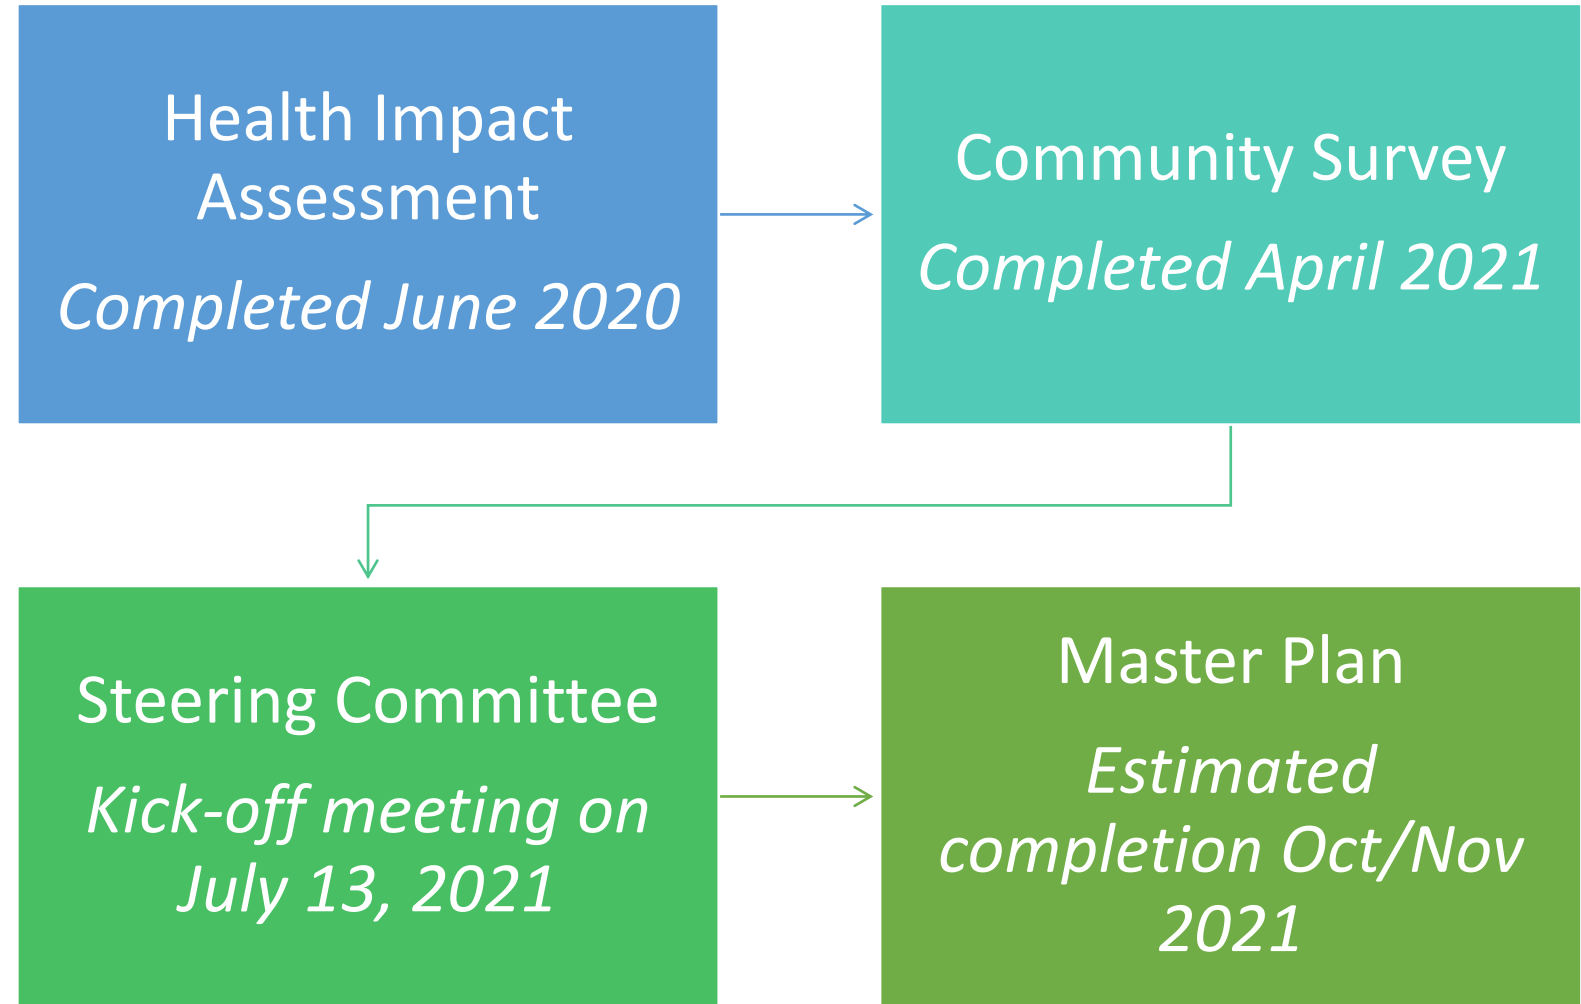 Health Impact
Assessment
Completed June 2020
Community Survey
Completed April 2021
Steering Committee
Kick-off meeting on
July 13, 2021
Master Plan
Estimated
completion Oct/Nov
2021